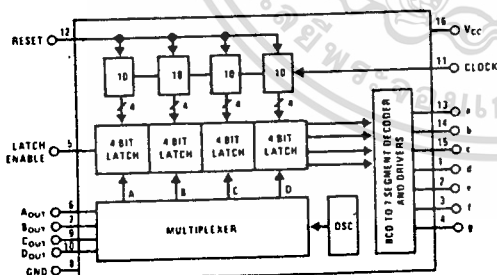 RESET 12
16 VCC
11 CLOCK
10 10 10 10
4 4 4 4
13 a
14 b
15 c
1 d
2 e
3 f
4 g
LATCH ENABLE 5
4 BIT LATCH
4 BIT LATCH
4 BIT LATCH
4 BIT LATCH
BCD TO 7 SEGMENT DECODER
AND DRIVERS
A B C D
AOUT 6
BOUT 7
COUT 9
DOUT 10
MULTIPLEXER
OSC
GND 8